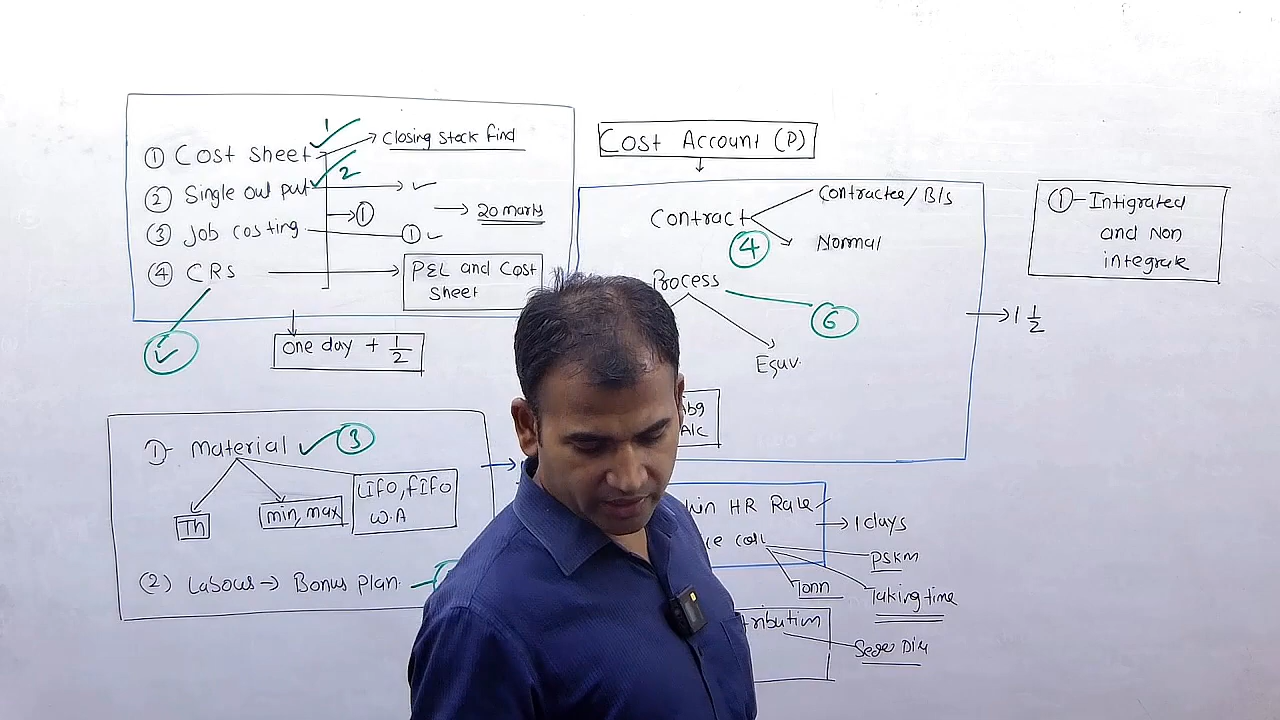 Cost Account (P)
① Cost sheet 1 → Closing stock find
② Single out put 2 → ✓
→ ① → 20 marks
③ Job costing ① ✓
④ CRs → P&L and Cost
Sheet
✓
one day + 1/2
Contract
Contractee / B/s
Normal
④
Process
⑥
Equv.
→ 1 1/2
① - Intigrated
and Non
integrate
1)- Material ✓ ③
Th
min, max
LIFO, FIFO
W.A
(2) Labour → Bonus plan.
A/c
HR Rate
→ 1 days
PSKM
Tonn
Taking time
tribution